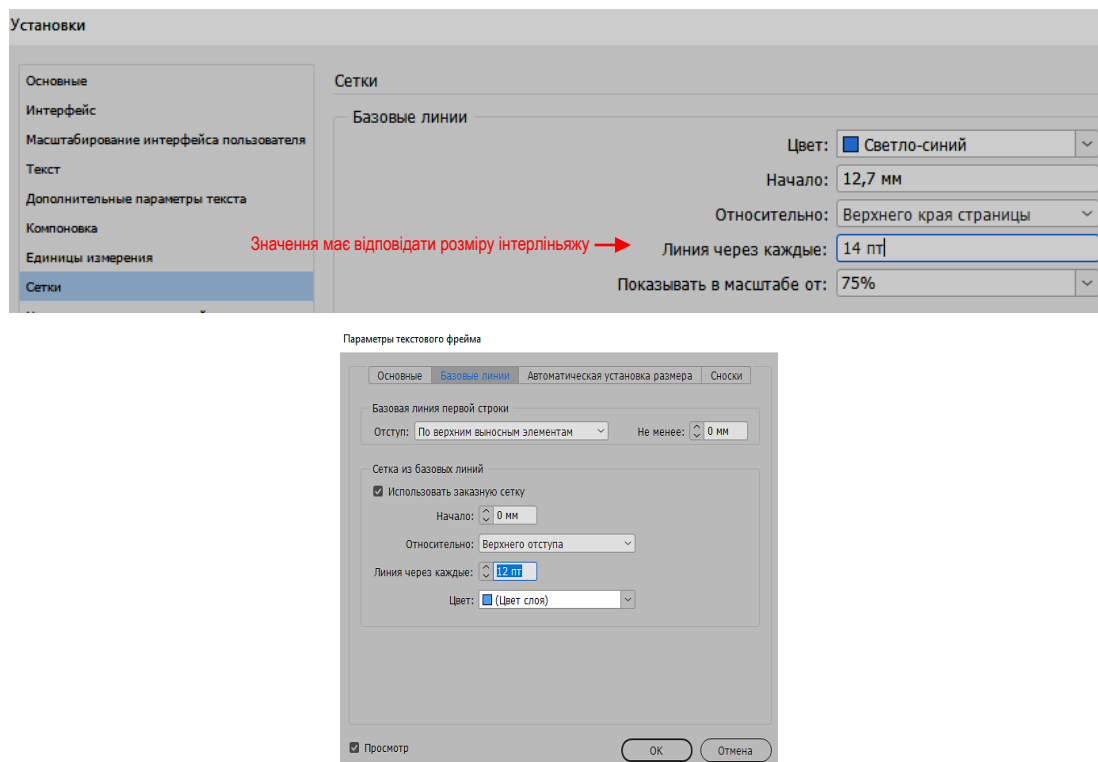 Установки
Основные
Интерфейс
Масштабирование интерфейса пользователя
Текст
Дополнительные параметры текста
Компоновка
Единицы измерения
Сетки
Сетки
Базовые линии
Цвет: Светло-синий
Начало: 12,7 мм
Относительно: Верхнего края страницы
Значення має відповідати розміру інтерліньяжу
Линия через каждые: 14 пт
Показывать в масштабе от: 75%
Параметры текстового фрейма
Основные Базовые линии Автоматическая установка размера Сноски
Базовая линия первой строки
Отступ: По верхним выносным элементам Не менее: 0 мм
Сетка из базовых линий
Использовать заказную сетку
Начало: 0 мм
Относительно: Верхнего отступа
Линия через каждые: 12 пт
Цвет: (Цвет слоя)
Просмотр ОК Отмена